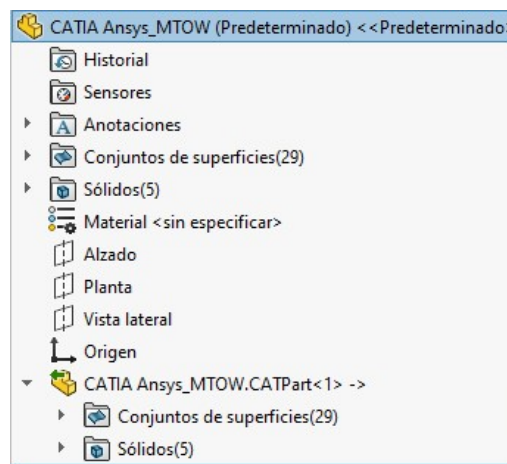 CATIA Ansys_MTOW (Predeterminado) <<Predeterminado>
Historial
Sensores
Anotaciones
Conjuntos de superficies(29)
Sólidos(5)
Material <sin especificar>
Alzado
Planta
Vista lateral
Origen
CATIA Ansys_MTOW.CATPart<1> ->
Conjuntos de superficies(29)
Sólidos(5)